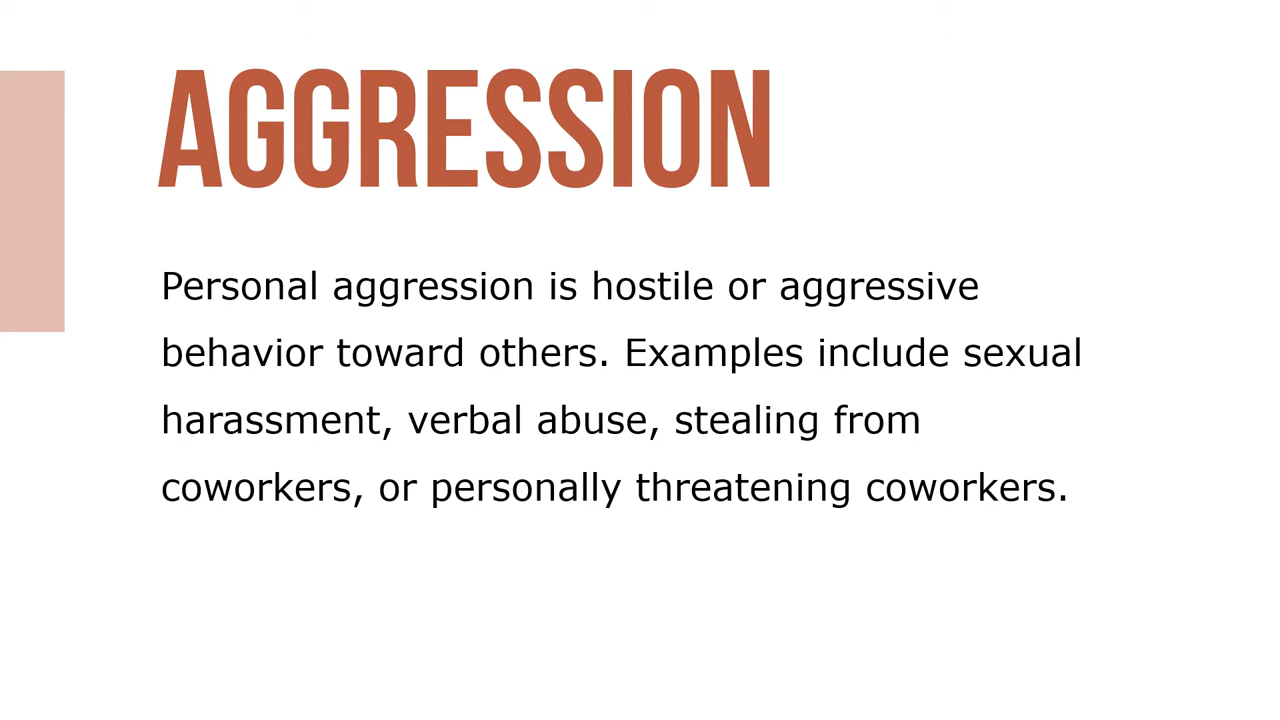 AGGRESSION
Personal aggression is hostile or aggressive
behavior toward others. Examples include sexual
harassment, verbal abuse, stealing from
coworkers, or personally threatening coworkers.